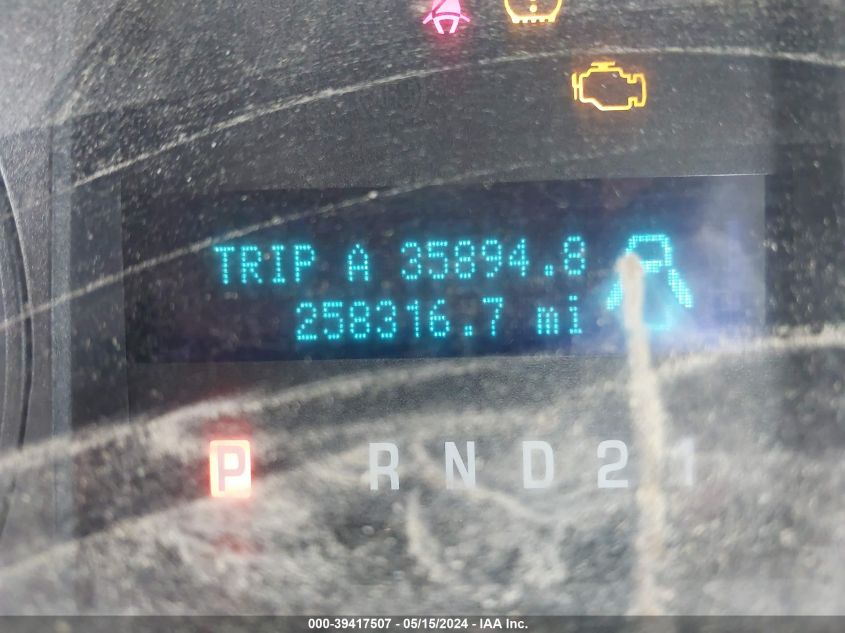 TRIP A 35894.8
258316.7 mi
P R N D 2 1
000-39417507 - 05/15/2024 - IAA Inc.